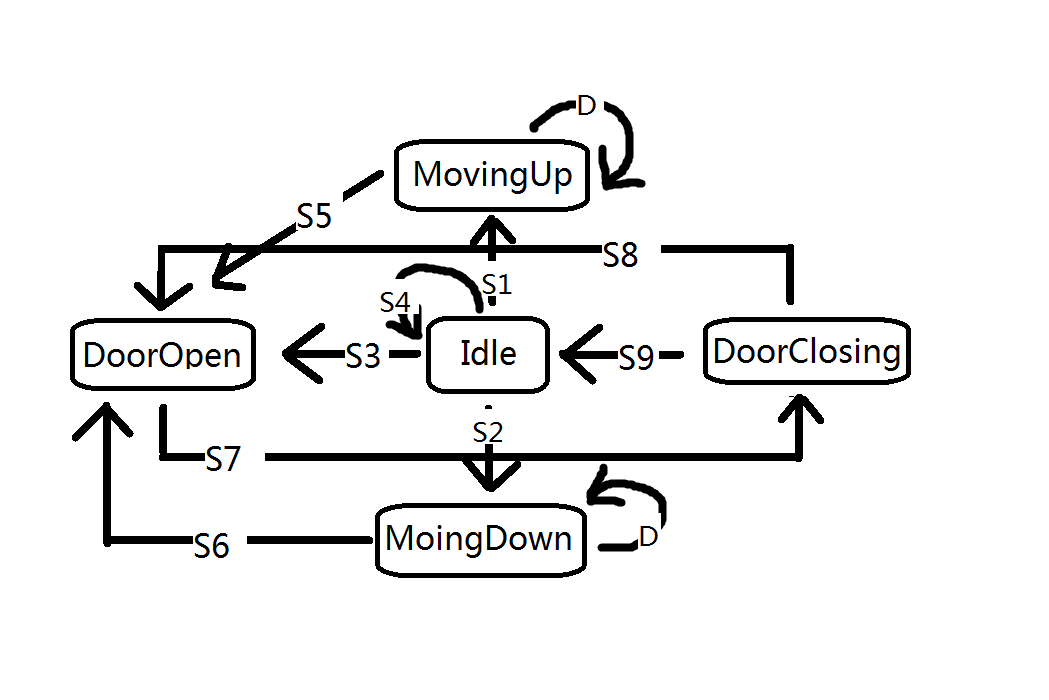 D
MovingUp
S5
S8
S1
S4
DoorOpen
S3
Idle
S9
DoorClosing
S2
S7
S6
MoingDown
D